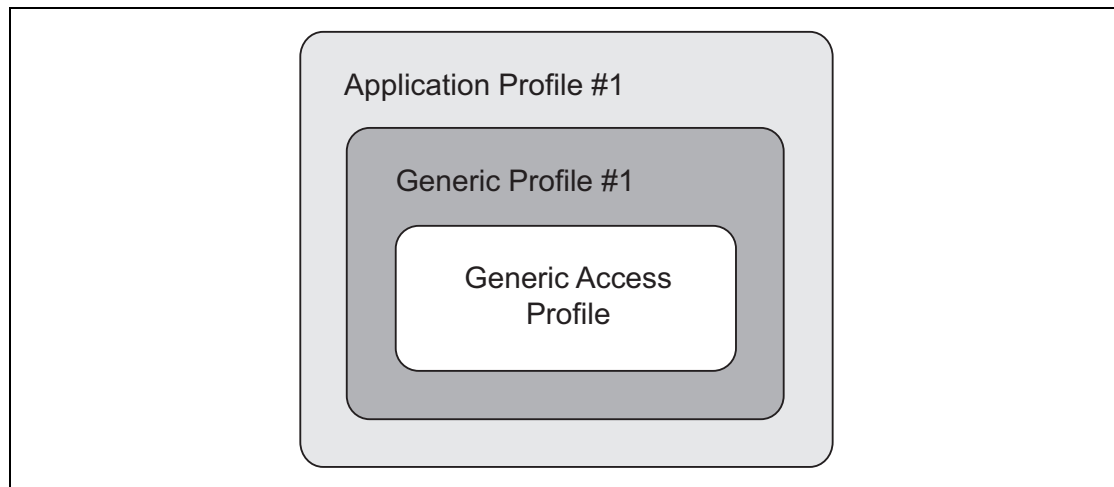 Application Profile #1
Generic Profile #1
Generic Access
Profile